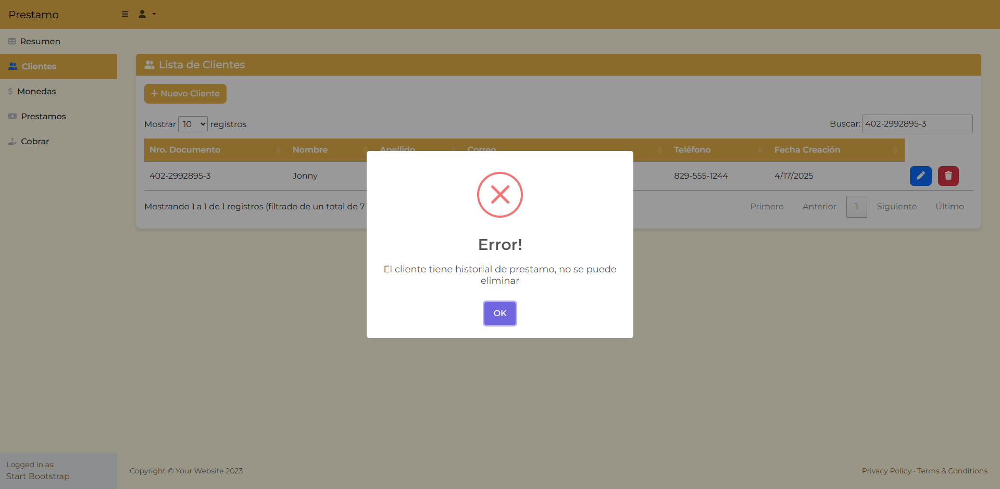 Prestamo
Resumen
Clientes
Monedas
Prestamos
Cobrar
Lista de Clientes
Nuevo Cliente
Mostrar 10 registros
Buscar: 402-2992895-3
Nro. Documento Nombre Apellido Correo Teléfono Fecha Creación
402-2992895-3 Jonny 829-555-1244 4/17/2025
Mostrando 1 a 1 de 1 registros (filtrado de un total de 7
Primero Anterior 1 Siguiente Último
Error!
El cliente tiene historial de prestamo, no se puede
eliminar
OK
Logged in as:
Start Bootstrap
Copyright © Your Website 2023
Privacy Policy · Terms & Conditions